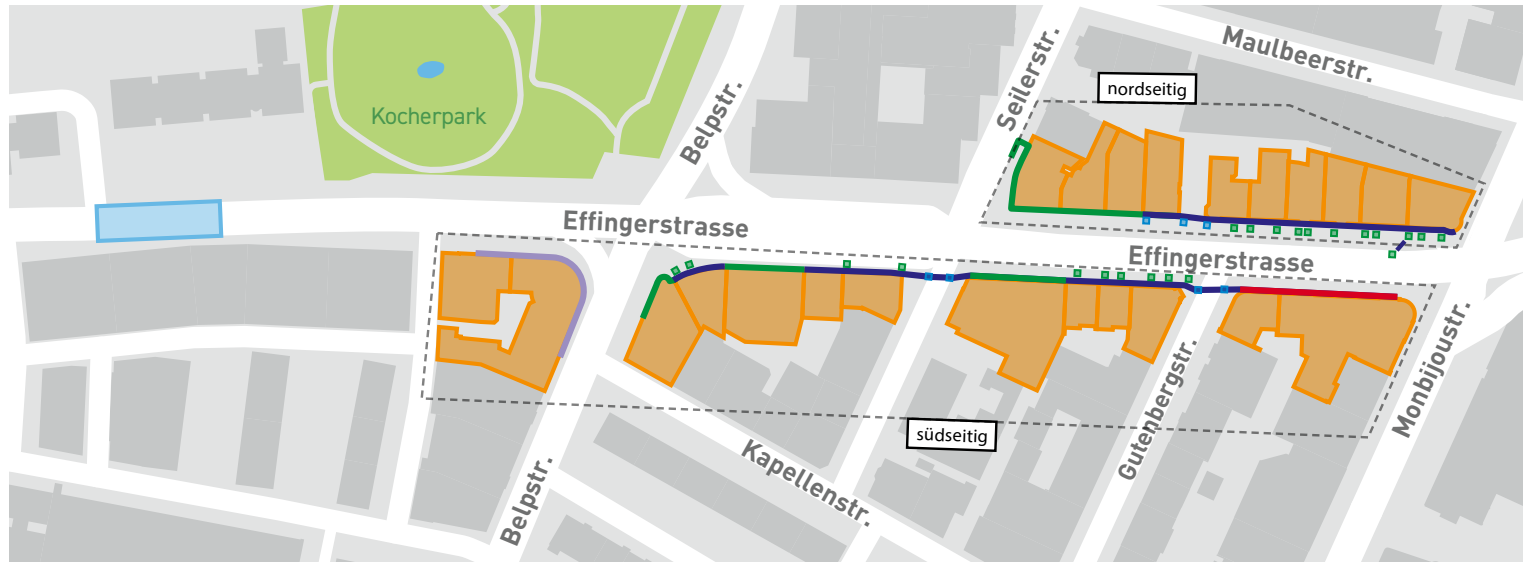 Maulbeerstr.
nordseitig
Seilerstr.
Kocherpark
Belpstr.
Effingerstrasse
Effingerstrasse
Monbijoustr.
Gutenbergstr.
südseitig
Kapellenstr.
Belpstr.